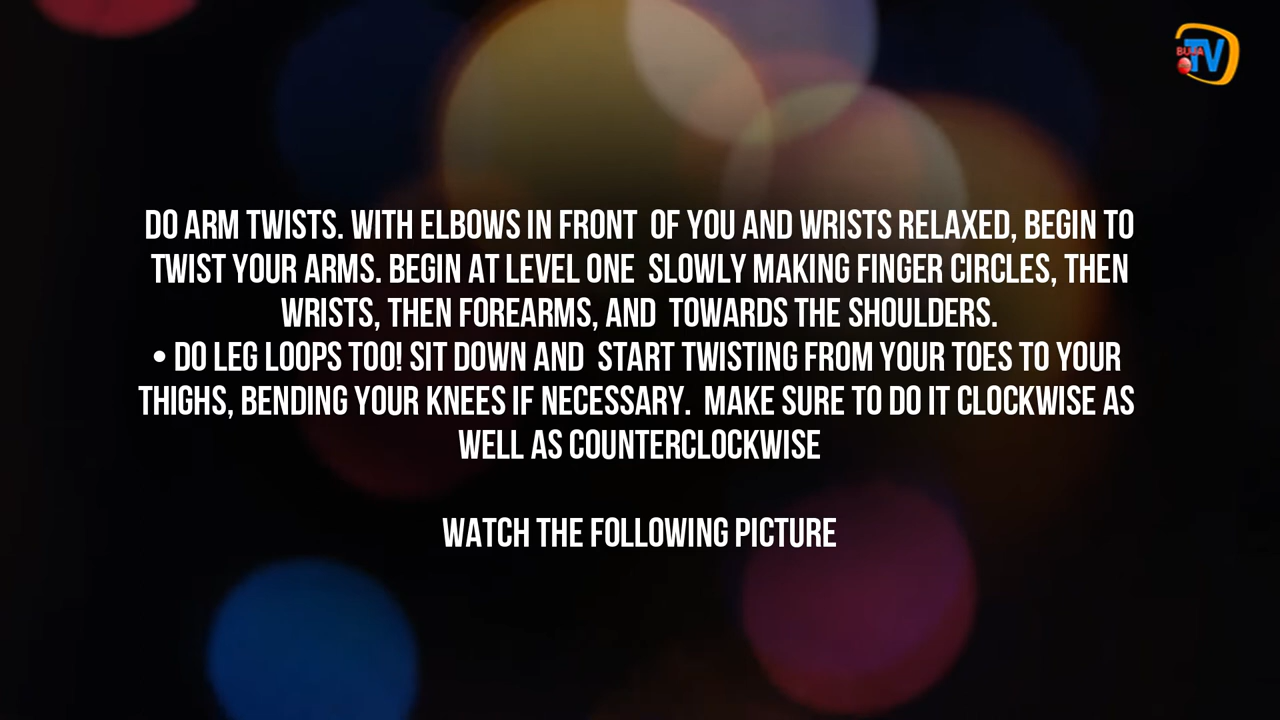 BUJA
TV
DO ARM TWISTS. WITH ELBOWS IN FRONT OF YOU AND WRISTS RELAXED, BEGIN TO
TWIST YOUR ARMS. BEGIN AT LEVEL ONE SLOWLY MAKING FINGER CIRCLES, THEN
WRISTS, THEN FOREARMS, AND TOWARDS THE SHOULDERS.
• DO LEG LOOPS TOO! SIT DOWN AND START TWISTING FROM YOUR TOES TO YOUR
THIGHS, BENDING YOUR KNEES IF NECESSARY. MAKE SURE TO DO IT CLOCKWISE AS
WELL AS COUNTERCLOCKWISE
WATCH THE FOLLOWING PICTURE